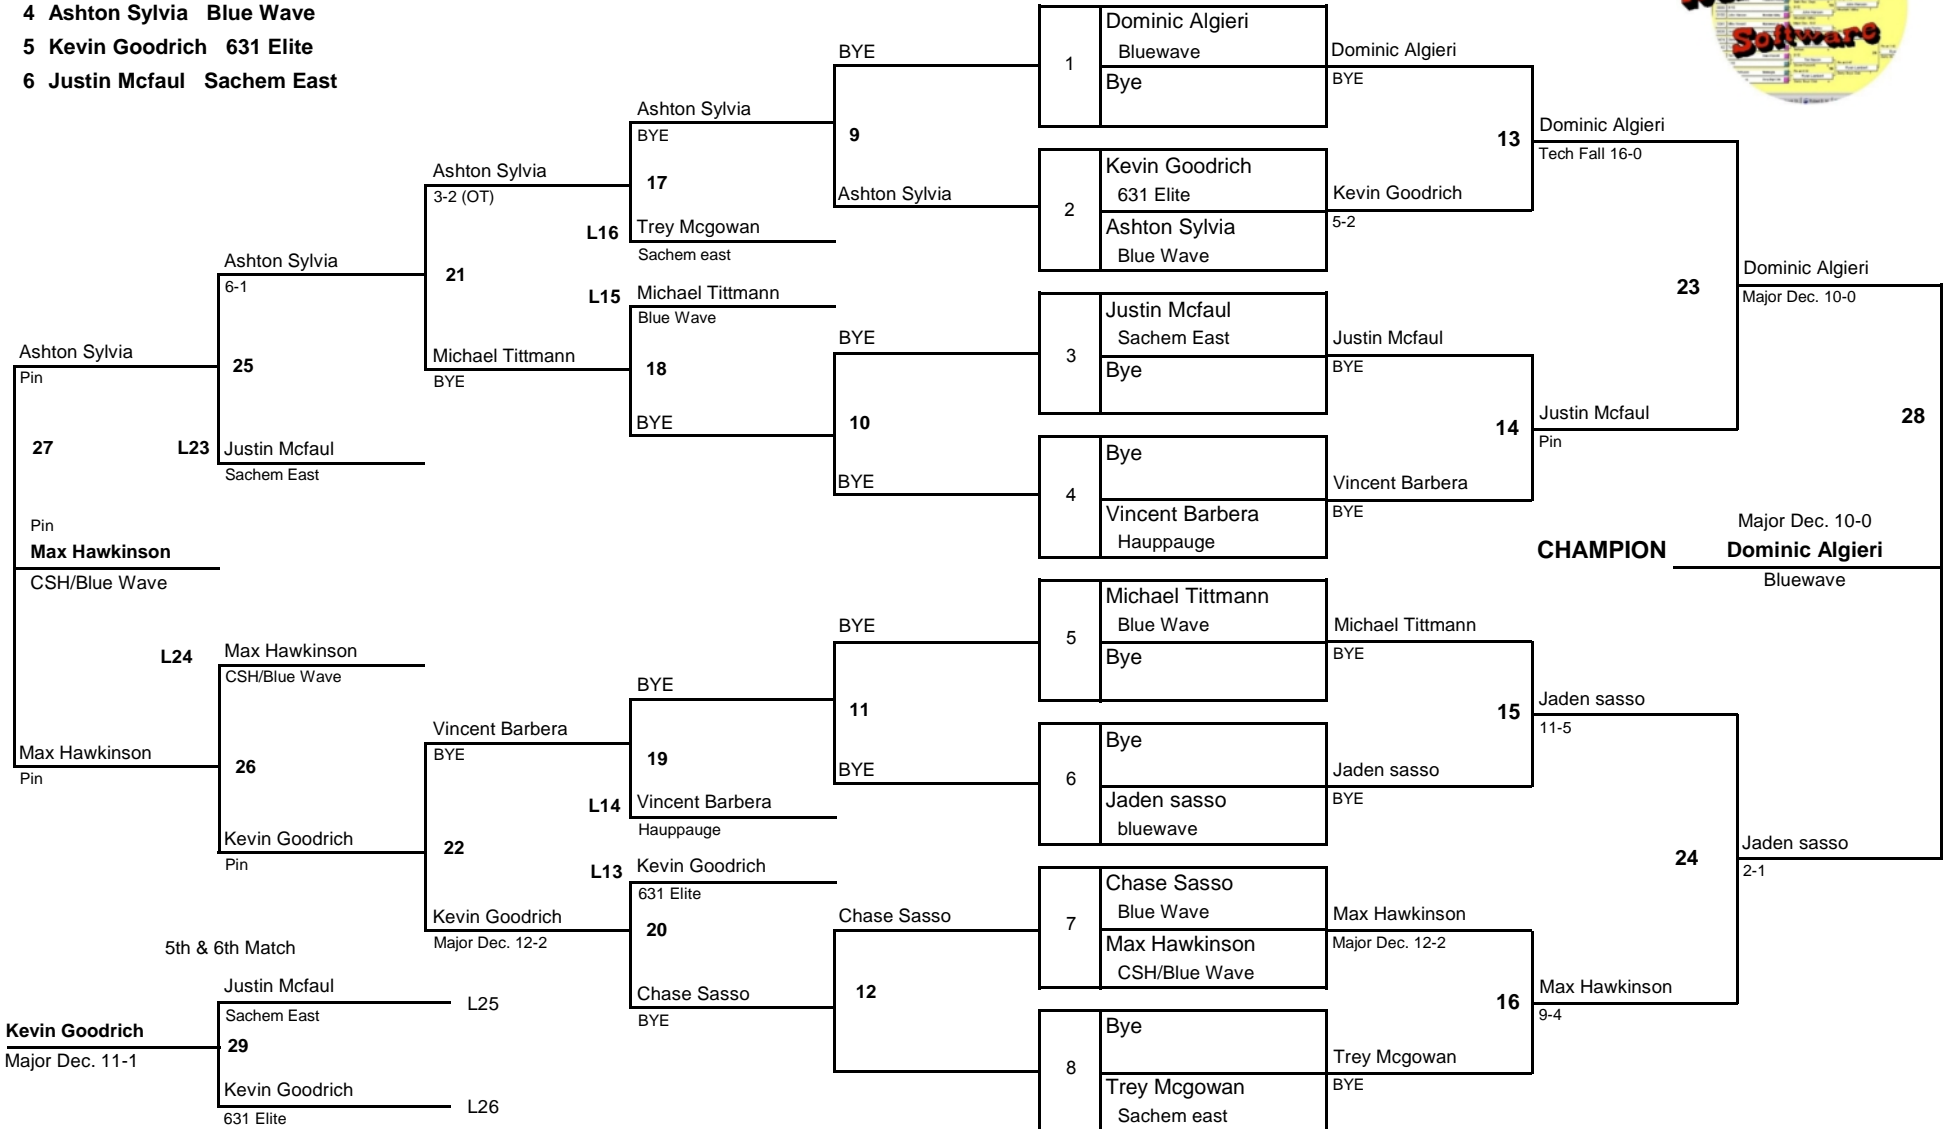 4 Ashton Sylvia Blue Wave
5 Kevin Goodrich 631 Elite
6 Justin Mcfaul Sachem East
Software
Ashton Sylvia
Pin
27
Pin
Max Hawkinson
CSH/Blue Wave
Max Hawkinson
Pin
5th & 6th Match
Kevin Goodrich
Major Dec. 11-1
Ashton Sylvia
6-1
25
L23
Justin Mcfaul
Sachem East
L24
Max Hawkinson
CSH/Blue Wave
26
Kevin Goodrich
Pin
Justin Mcfaul
L25
Sachem East
29
Kevin Goodrich
L26
631 Elite
Ashton Sylvia
3-2 (OT)
21
Michael Tittmann
BYE
Vincent Barbera
BYE
22
Kevin Goodrich
Major Dec. 12-2
Ashton Sylvia
BYE
17
L16
Trey Mcgowan
Sachem east
L15
Michael Tittmann
Blue Wave
18
BYE
BYE
19
L14
Vincent Barbera
Hauppauge
L13
Kevin Goodrich
631 Elite
20
Chase Sasso
BYE
BYE
9
Ashton Sylvia
BYE
10
BYE
BYE
11
BYE
Chase Sasso
12
1
Dominic Algieri
Bluewave
Bye
2
Kevin Goodrich
631 Elite
Ashton Sylvia
Blue Wave
3
Justin Mcfaul
Sachem East
Bye
4
Bye
Vincent Barbera
Hauppauge
5
Michael Tittmann
Blue Wave
Bye
6
Bye
Jaden sasso
bluewave
7
Chase Sasso
Blue Wave
Max Hawkinson
CSH/Blue Wave
8
Bye
Trey Mcgowan
Sachem east
Dominic Algieri
BYE
13
Kevin Goodrich
5-2
Justin Mcfaul
BYE
14
Vincent Barbera
BYE
Michael Tittmann
BYE
15
Jaden sasso
BYE
Max Hawkinson
Major Dec. 12-2
16
Trey Mcgowan
BYE
Dominic Algieri
Tech Fall 16-0
23
Justin Mcfaul
Pin
Jaden sasso
11-5
24
Max Hawkinson
9-4
Dominic Algieri
Major Dec. 10-0
28
Major Dec. 10-0
CHAMPION Dominic Algieri
Bluewave
Jaden sasso
2-1